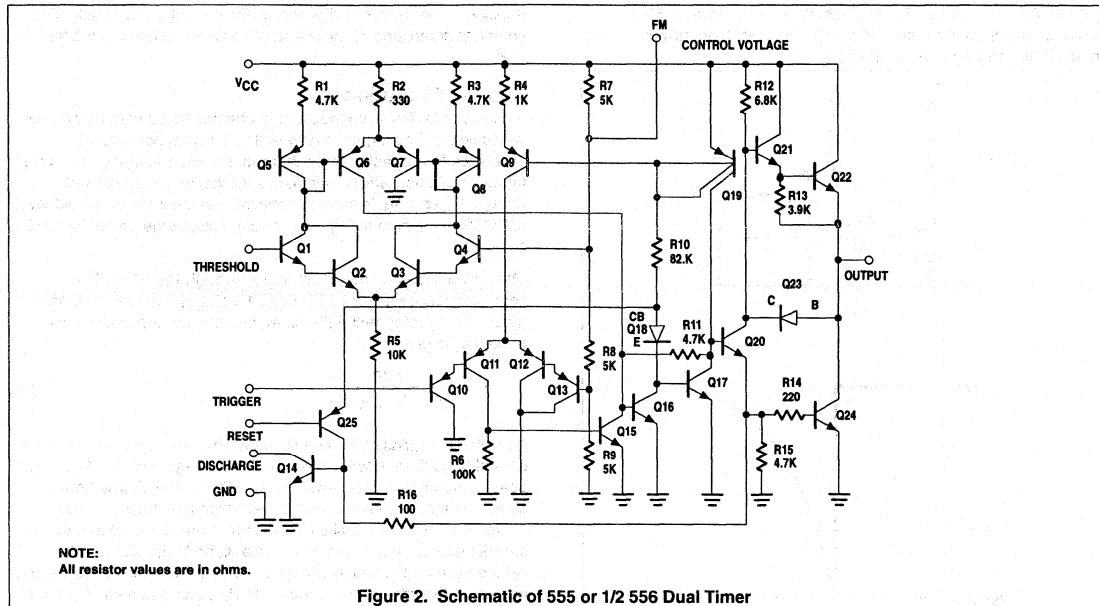 FM
CONTROL VOTLAGE
VCC
R1
4.7K
R2
330
R3
4.7K
R4
1K
R7
5K
R12
6.8K
Q5
Q6
Q7
Q8
Q9
Q19
Q21
Q22
R13
3.9K
Q1
Q2
Q3
Q4
THRESHOLD
R10
82.K
OUTPUT
Q23
C
B
CB
Q18
E
R11
4.7K
Q20
R5
10K
R8
5K
Q11
Q12
Q13
Q10
TRIGGER
Q17
Q16
R14
220
Q24
Q25
RESET
Q15
R15
4.7K
R6
100K
R9
5K
DISCHARGE
Q14
GND
R16
100
NOTE:
All resistor values are in ohms.
Figure 2. Schematic of 555 or 1/2 556 Dual Timer